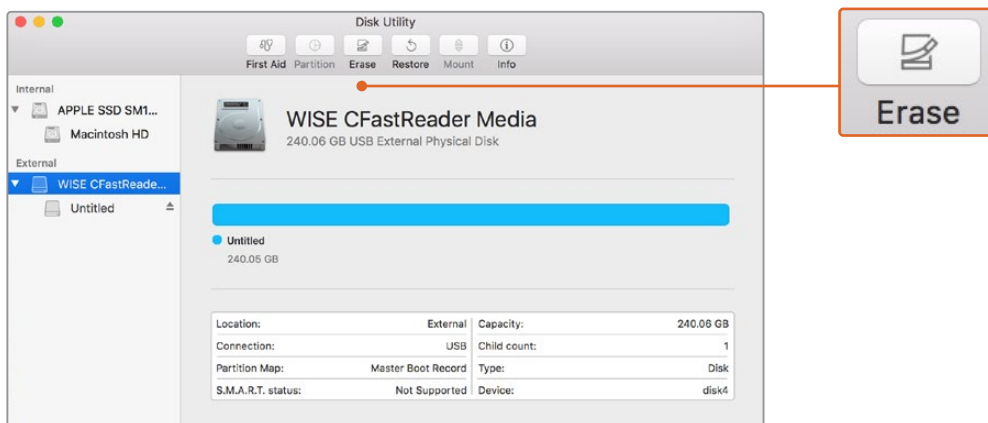 Disk Utility
First Aid Partition Erase Restore Mount Info
Erase
Internal
APPLE SSD SM1...
Macintosh HD
External
WISE CFastReade...
Untitled
WISE CFastReader Media
240.06 GB USB External Physical Disk
Untitled
240.05 GB
Location: External Capacity: 240.06 GB
Connection: USB Child count: 1
Partition Map: Master Boot Record Type: Disk
S.M.A.R.T. status: Not Supported Device: disk4